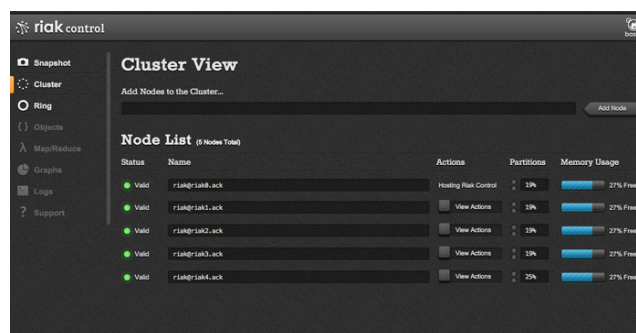 riak control
bas
Snapshot
Cluster
Ring
Objects
Map/Reduce
Graphs
Logs
Support
Cluster View
Add Nodes to the Cluster...
Add Node
Node List (5 Nodes Total)
Status Name Actions Partitions Memory Usage
Valid riak@riak0.ack Hosting Riak Control 19% 27% Free
Valid riak@riak1.ack View Actions 19% 27% Free
Valid riak@riak2.ack View Actions 19% 27% Free
Valid riak@riak3.ack View Actions 19% 27% Free
Valid riak@riak4.ack View Actions 25% 27% Free